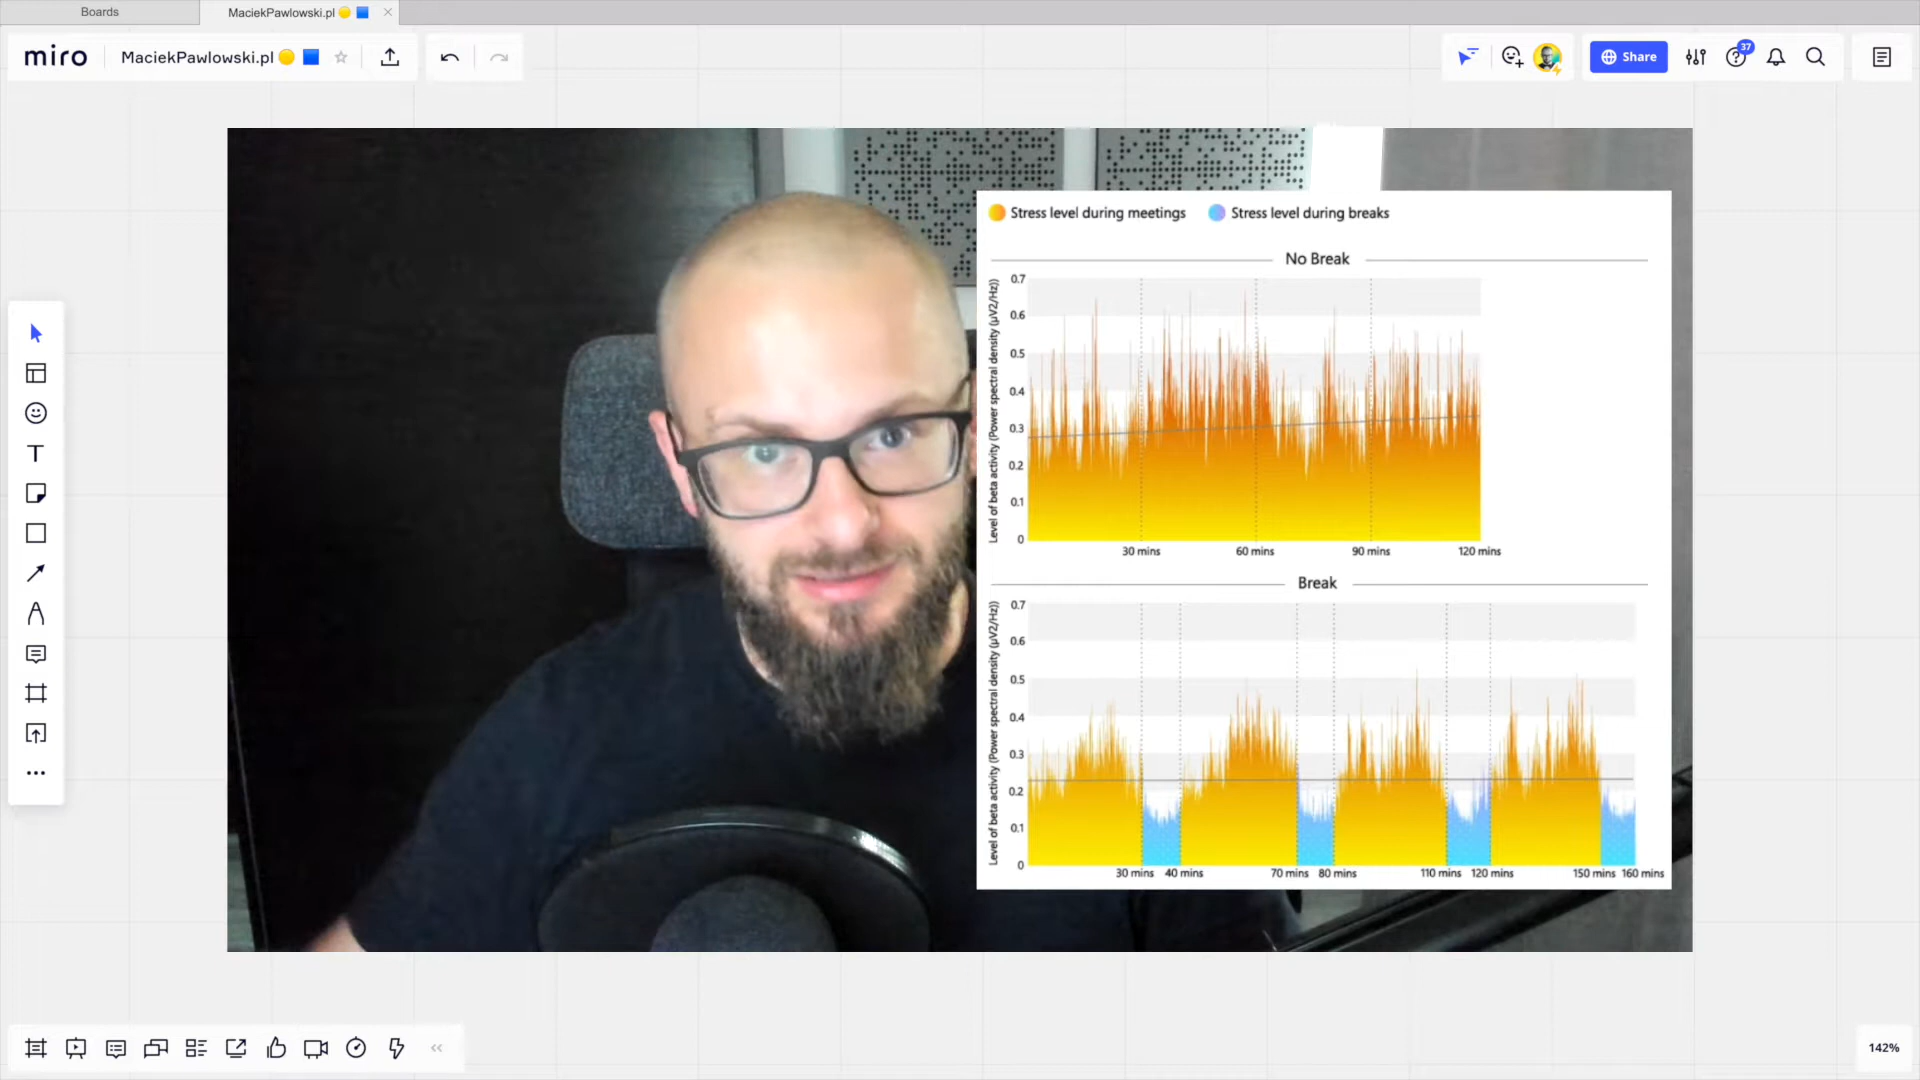 Boards
MaciekPawlowski.pl
miro
MaciekPawlowski.pl
Share
37
Stress level during meetings
Stress level during breaks
No Break
Level of beta activity (Power spectral density (μV2/Hz))
0.7
0.6
0.5
0.4
0.3
0.2
0.1
0
30 mins
60 mins
90 mins
120 mins
Break
Level of beta activity (Power spectral density (μV2/Hz))
0.7
0.6
0.5
0.4
0.3
0.2
0.1
0
30 mins
40 mins
70 mins
80 mins
110 mins
120 mins
150 mins
160 mins
142%